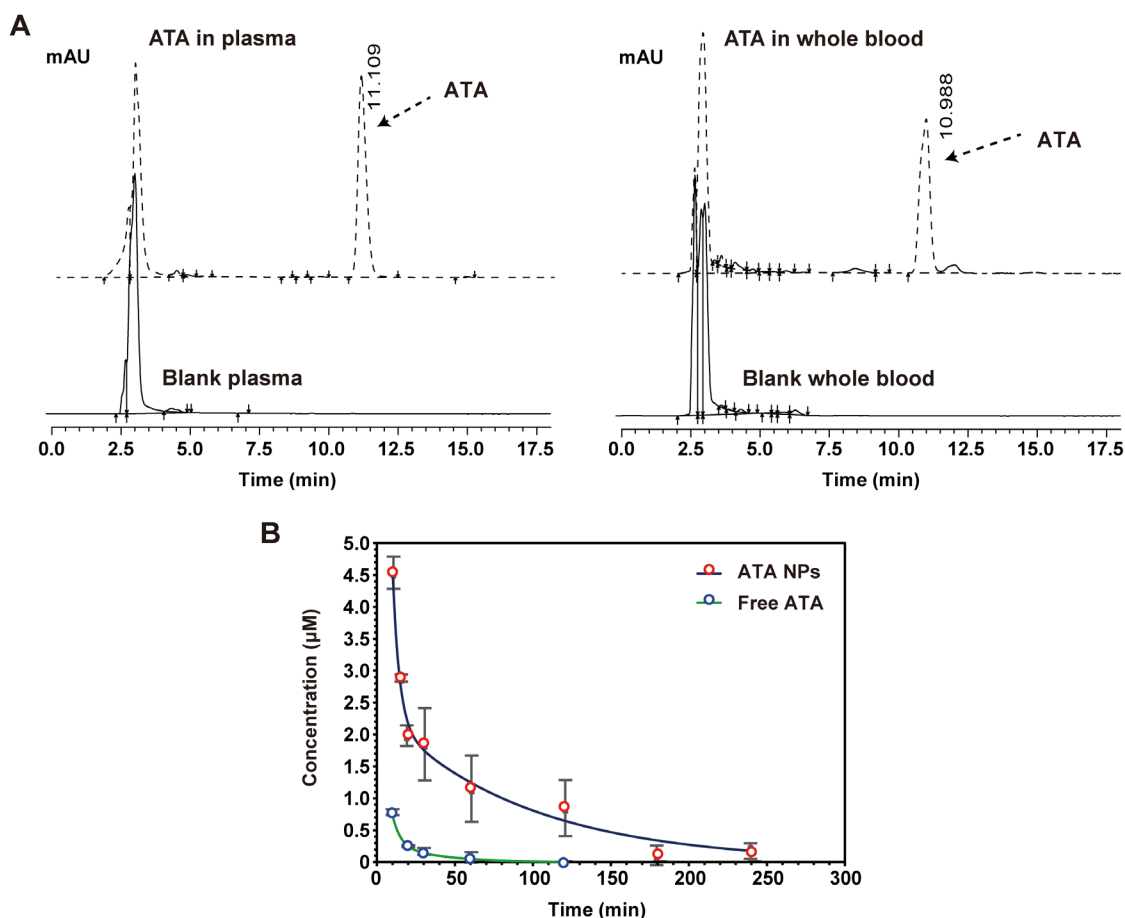 A
ATA in plasma
mAU
11.109
ATA
Blank plasma
0.0 2.5 5.0 7.5 10.0 12.5 15.0 17.5
Time (min)
ATA in whole blood
mAU
10.988
ATA
Blank whole blood
0.0 2.5 5.0 7.5 10.0 12.5 15.0 17.5
Time (min)
B
Concentration (μM)
5.0
4.5
4.0
3.5
3.0
2.5
2.0
1.5
1.0
0.5
0
ATA NPs
Free ATA
0 50 100 150 200 250 300
Time (min)